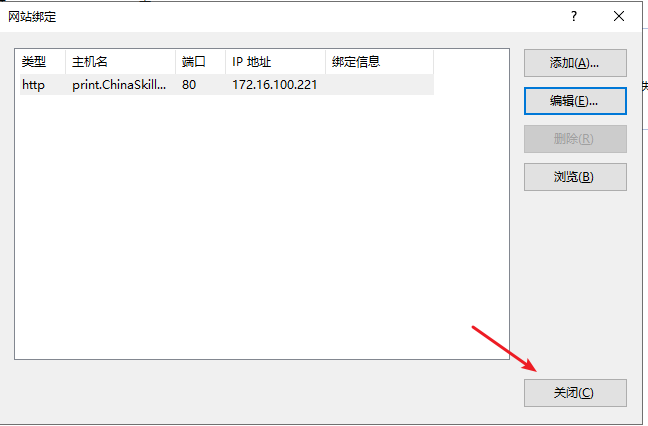 网站绑定
?
类型 主机名 端口 IP 地址 绑定信息
http print.ChinaSkill... 80 172.16.100.221
添加(A)...
编辑(E)...
删除(R)
浏览(B)
关闭(C)